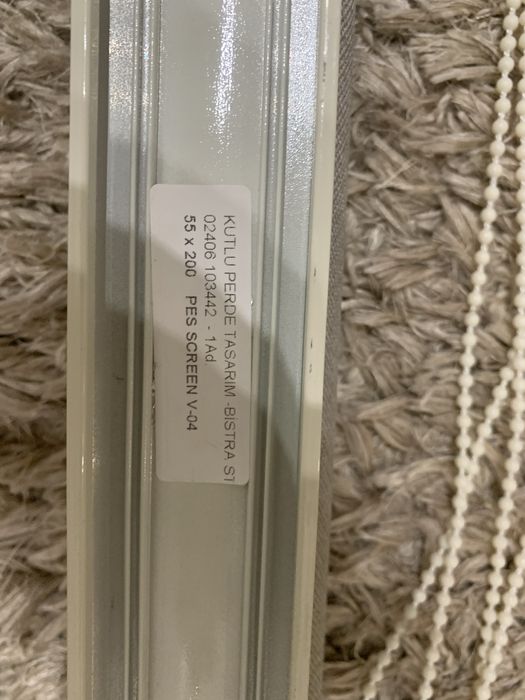 KUTLU PERDE TASARIM -BISTRA ST
02406 103442 - 1Ad.
55 x 200 PES SCREEN V-04